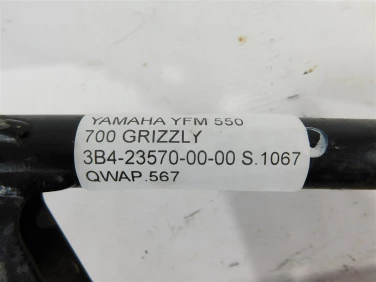 YAMAHA YFM 550
700 GRIZZLY
3B4-23570-00-00 S.1067
QWAP.567